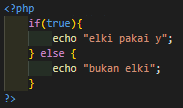 <?php
if(true){
echo "elki pakai y";
} else {
echo "bukan elki";
}
?>